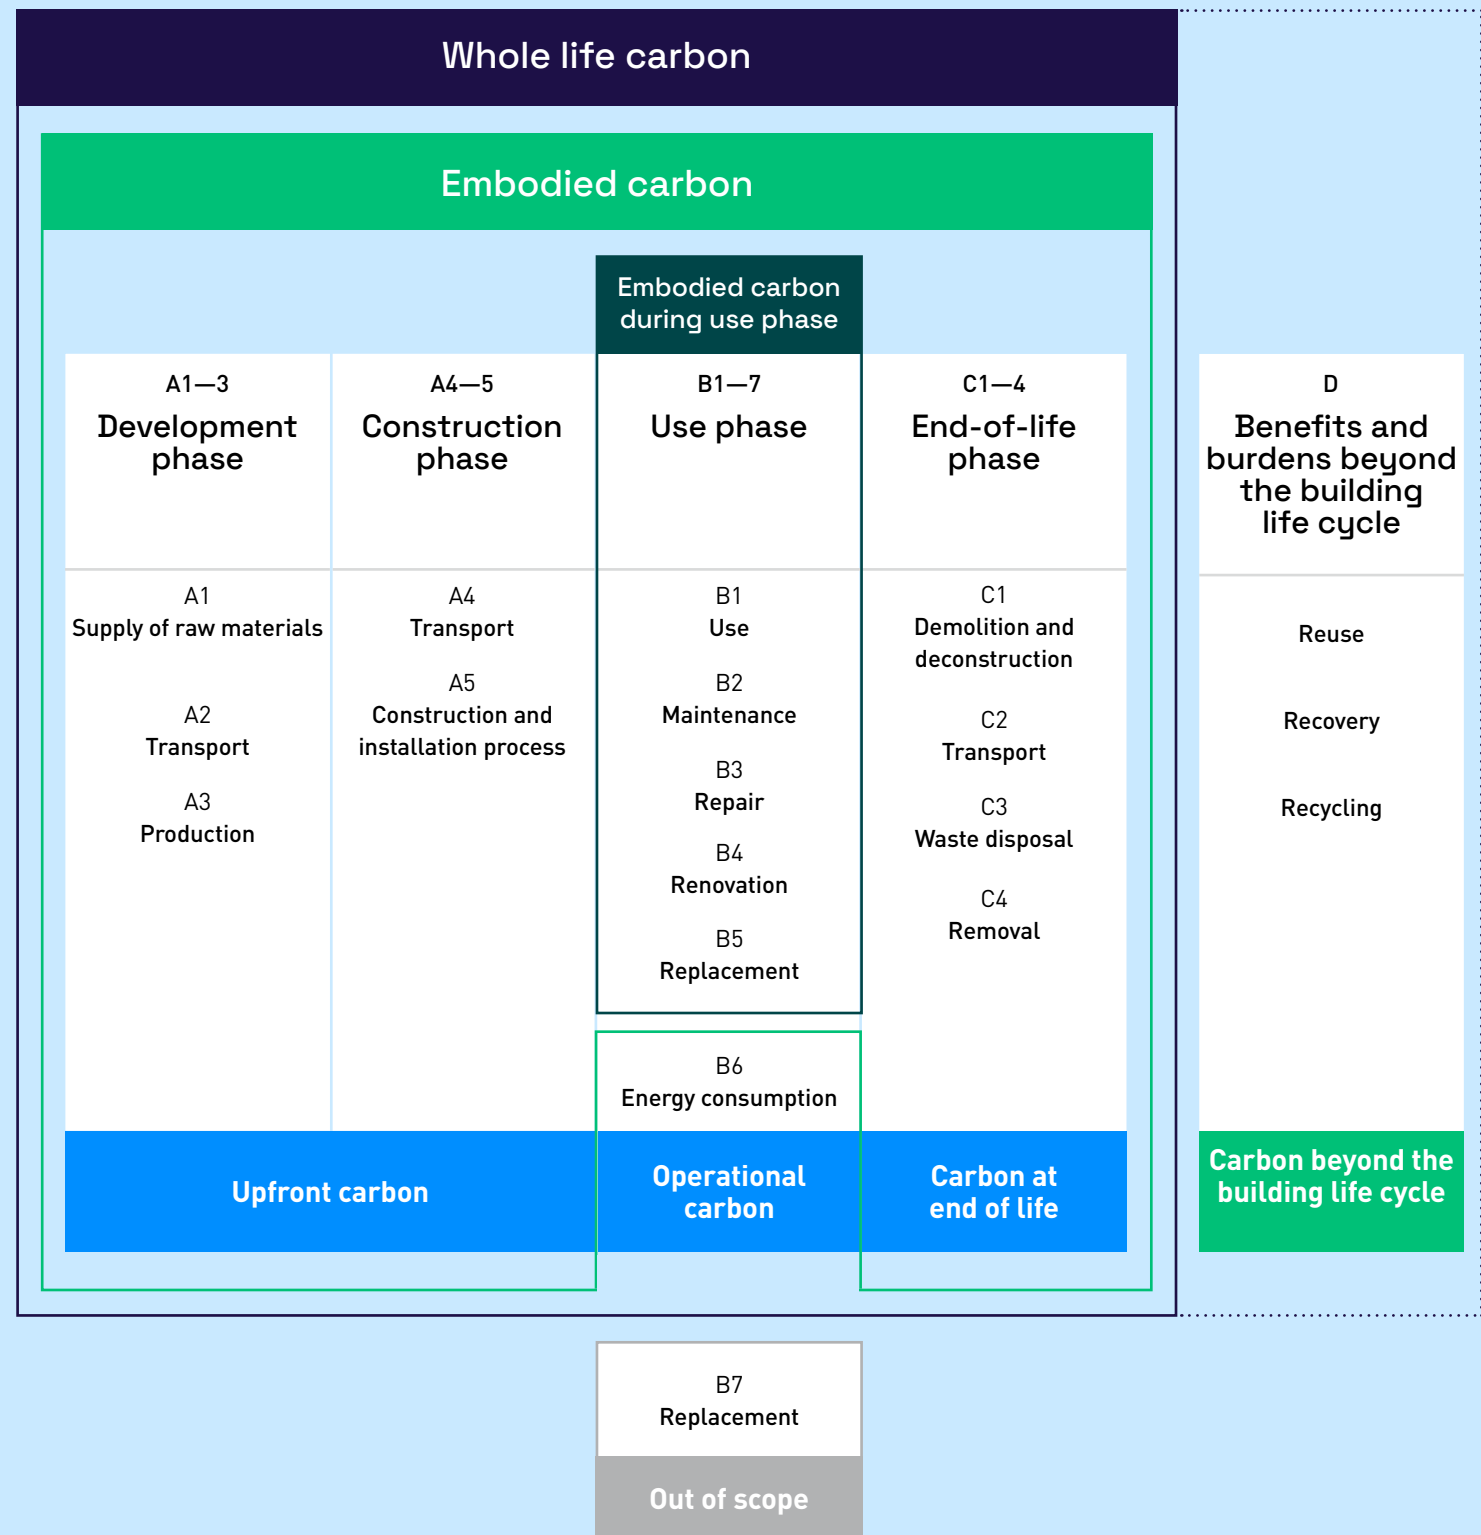 Whole life carbon
Embodied carbon
Embodied carbon
during use phase
A1—3
Development
phase
A1
Supply of raw materials
A2
Transport
A3
Production
A4—5
Construction
phase
A4
Transport
A5
Construction and
installation process
Upfront carbon
B1—7
Use phase
B1
Use
B2
Maintenance
B3
Repair
B4
Renovation
B5
Replacement
B6
Energy consumption
Operational
carbon
C1—4
End-of-life
phase
C1
Demolition and
deconstruction
C2
Transport
C3
Waste disposal
C4
Removal
Carbon at
end of life
D
Benefits and
burdens beyond
the building
life cycle
Reuse
Recovery
Recycling
Carbon beyond the
building life cycle
B7
Replacement
Out of scope